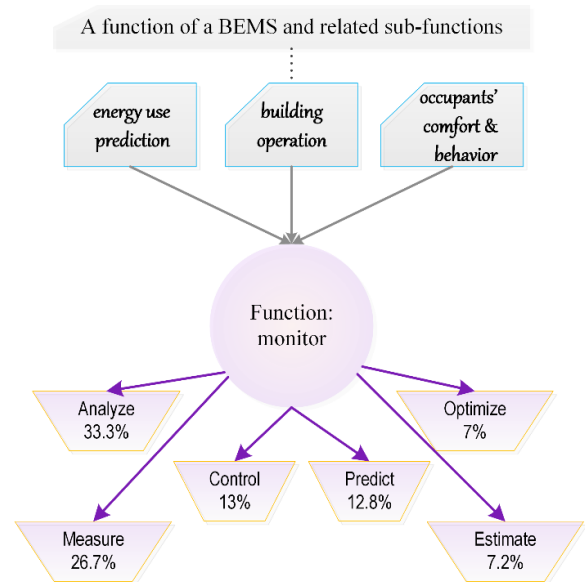 A function of a BEMS and related sub-functions
energy use
prediction
building
operation
occupants'
comfort &
behavior
Function:
monitor
Analyze
33.3%
Optimize
7%
Control
13%
Predict
12.8%
Measure
26.7%
Estimate
7.2%